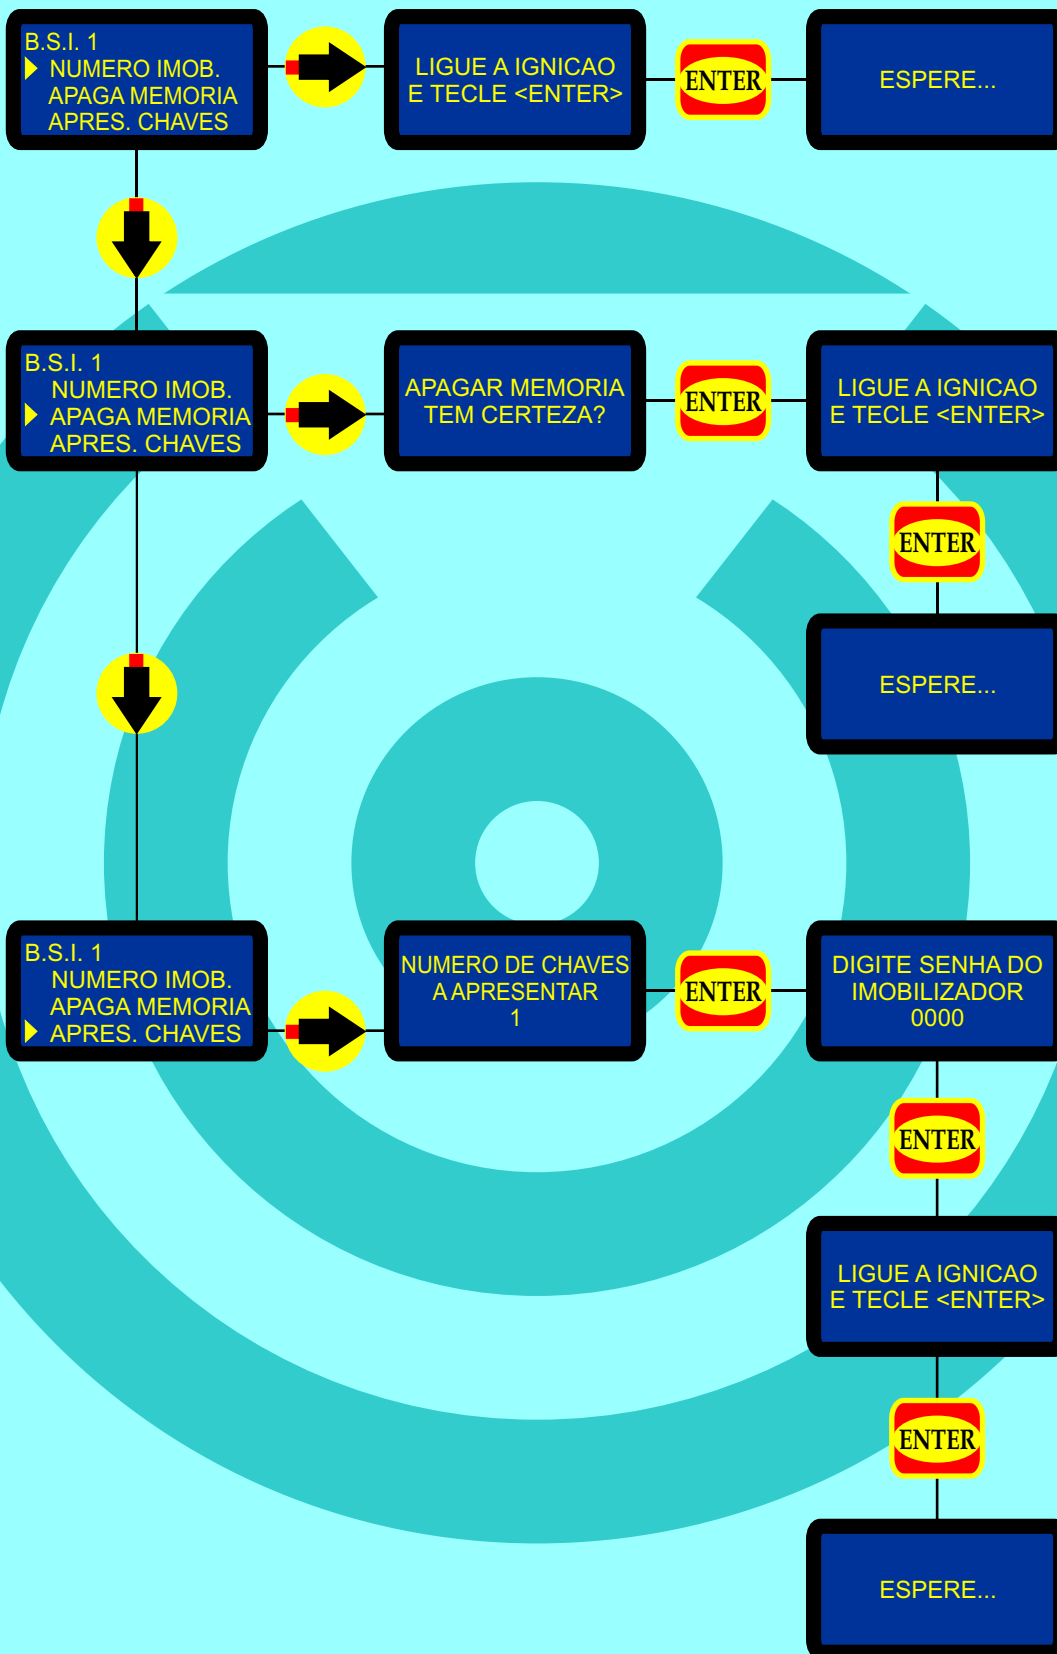 B.S.I. 1
NUMERO IMOB.
APAGA MEMORIA
APRES. CHAVES
LIGUE A IGNICAO
E TECLE <ENTER>
ENTER
ESPERE...
B.S.I. 1
NUMERO IMOB.
APAGA MEMORIA
APRES. CHAVES
APAGAR MEMORIA
TEM CERTEZA?
ENTER
LIGUE A IGNICAO
E TECLE <ENTER>
ENTER
ESPERE...
B.S.I. 1
NUMERO IMOB.
APAGA MEMORIA
APRES. CHAVES
NUMERO DE CHAVES
A APRESENTAR
1
ENTER
DIGITE SENHA DO
IMOBILIZADOR
0000
ENTER
LIGUE A IGNICAO
E TECLE <ENTER>
ENTER
ESPERE...